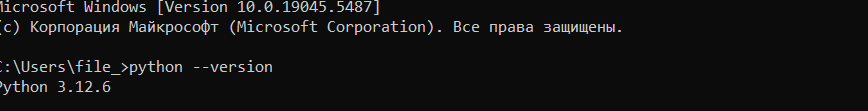 Microsoft Windows [Version 10.0.19045.5487]
(c) Корпорация Майкрософт (Microsoft Corporation). Все права защищены.
C:\Users\file_>python --version
Python 3.12.6